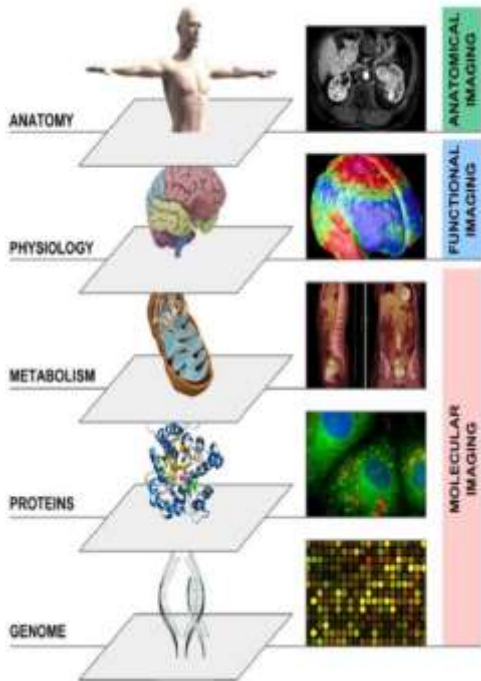 ANATOMY
ANATOMICAL
IMAGING
PHYSIOLOGY
FUNCTIONAL
IMAGING
METABOLISM
PROTEINS
GENOME
MOLECULAR
IMAGING